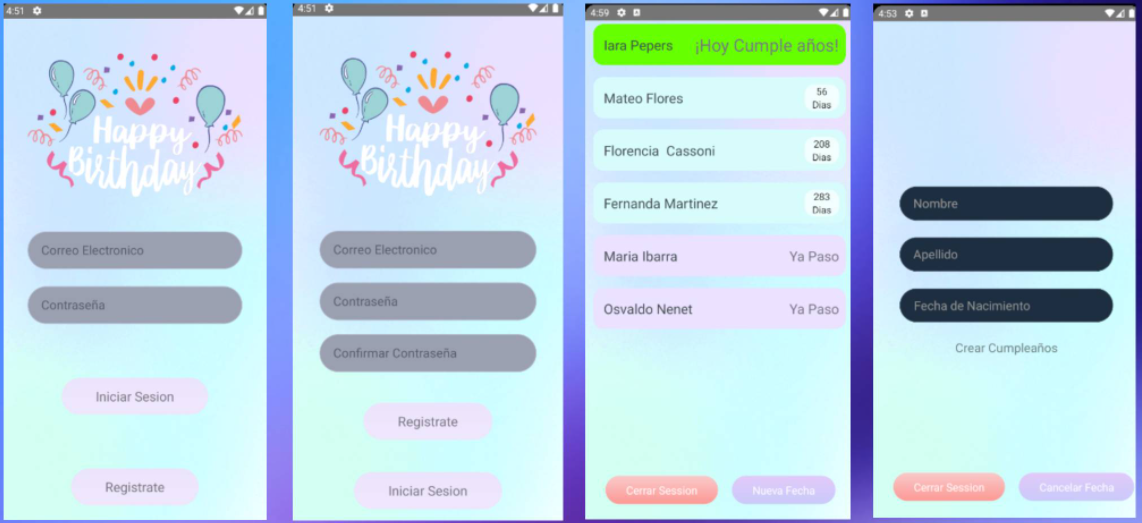 4:51
Happy
Birthday
Correo Electronico
Contraseña
Iniciar Sesion
Registrate
4:51
Happy
Birthday
Correo Electronico
Contraseña
Confirmar Contraseña
Registrate
Iniciar Sesion
4:59
Iara Pepers ¡Hoy Cumple años!
Mateo Flores 56 Dias
Florencia Cassoni 208 Dias
Fernanda Martinez 283 Dias
Maria Ibarra Ya Paso
Osvaldo Nenet Ya Paso
Cerrar Session Nueva Fecha
4:53
Nombre
Apellido
Fecha de Nacimiento
Crear Cumpleaños
Cerrar Session Cancelar Fecha